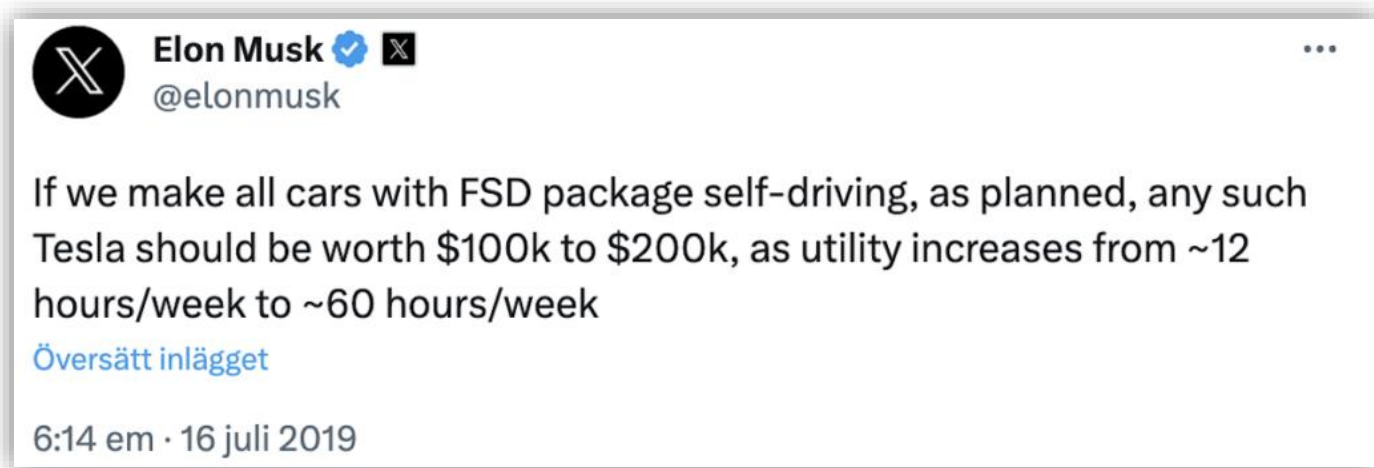 Elon Musk
@elonmusk
If we make all cars with FSD package self-driving, as planned, any such
Tesla should be worth $100k to $200k, as utility increases from ~12
hours/week to ~60 hours/week
Översätt inlägget
6:14 em · 16 juli 2019